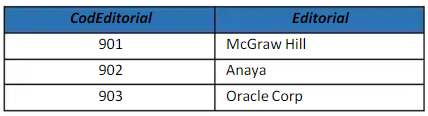 CodEditorial Editorial
901 McGraw Hill
902 Anaya
903 Oracle Corp